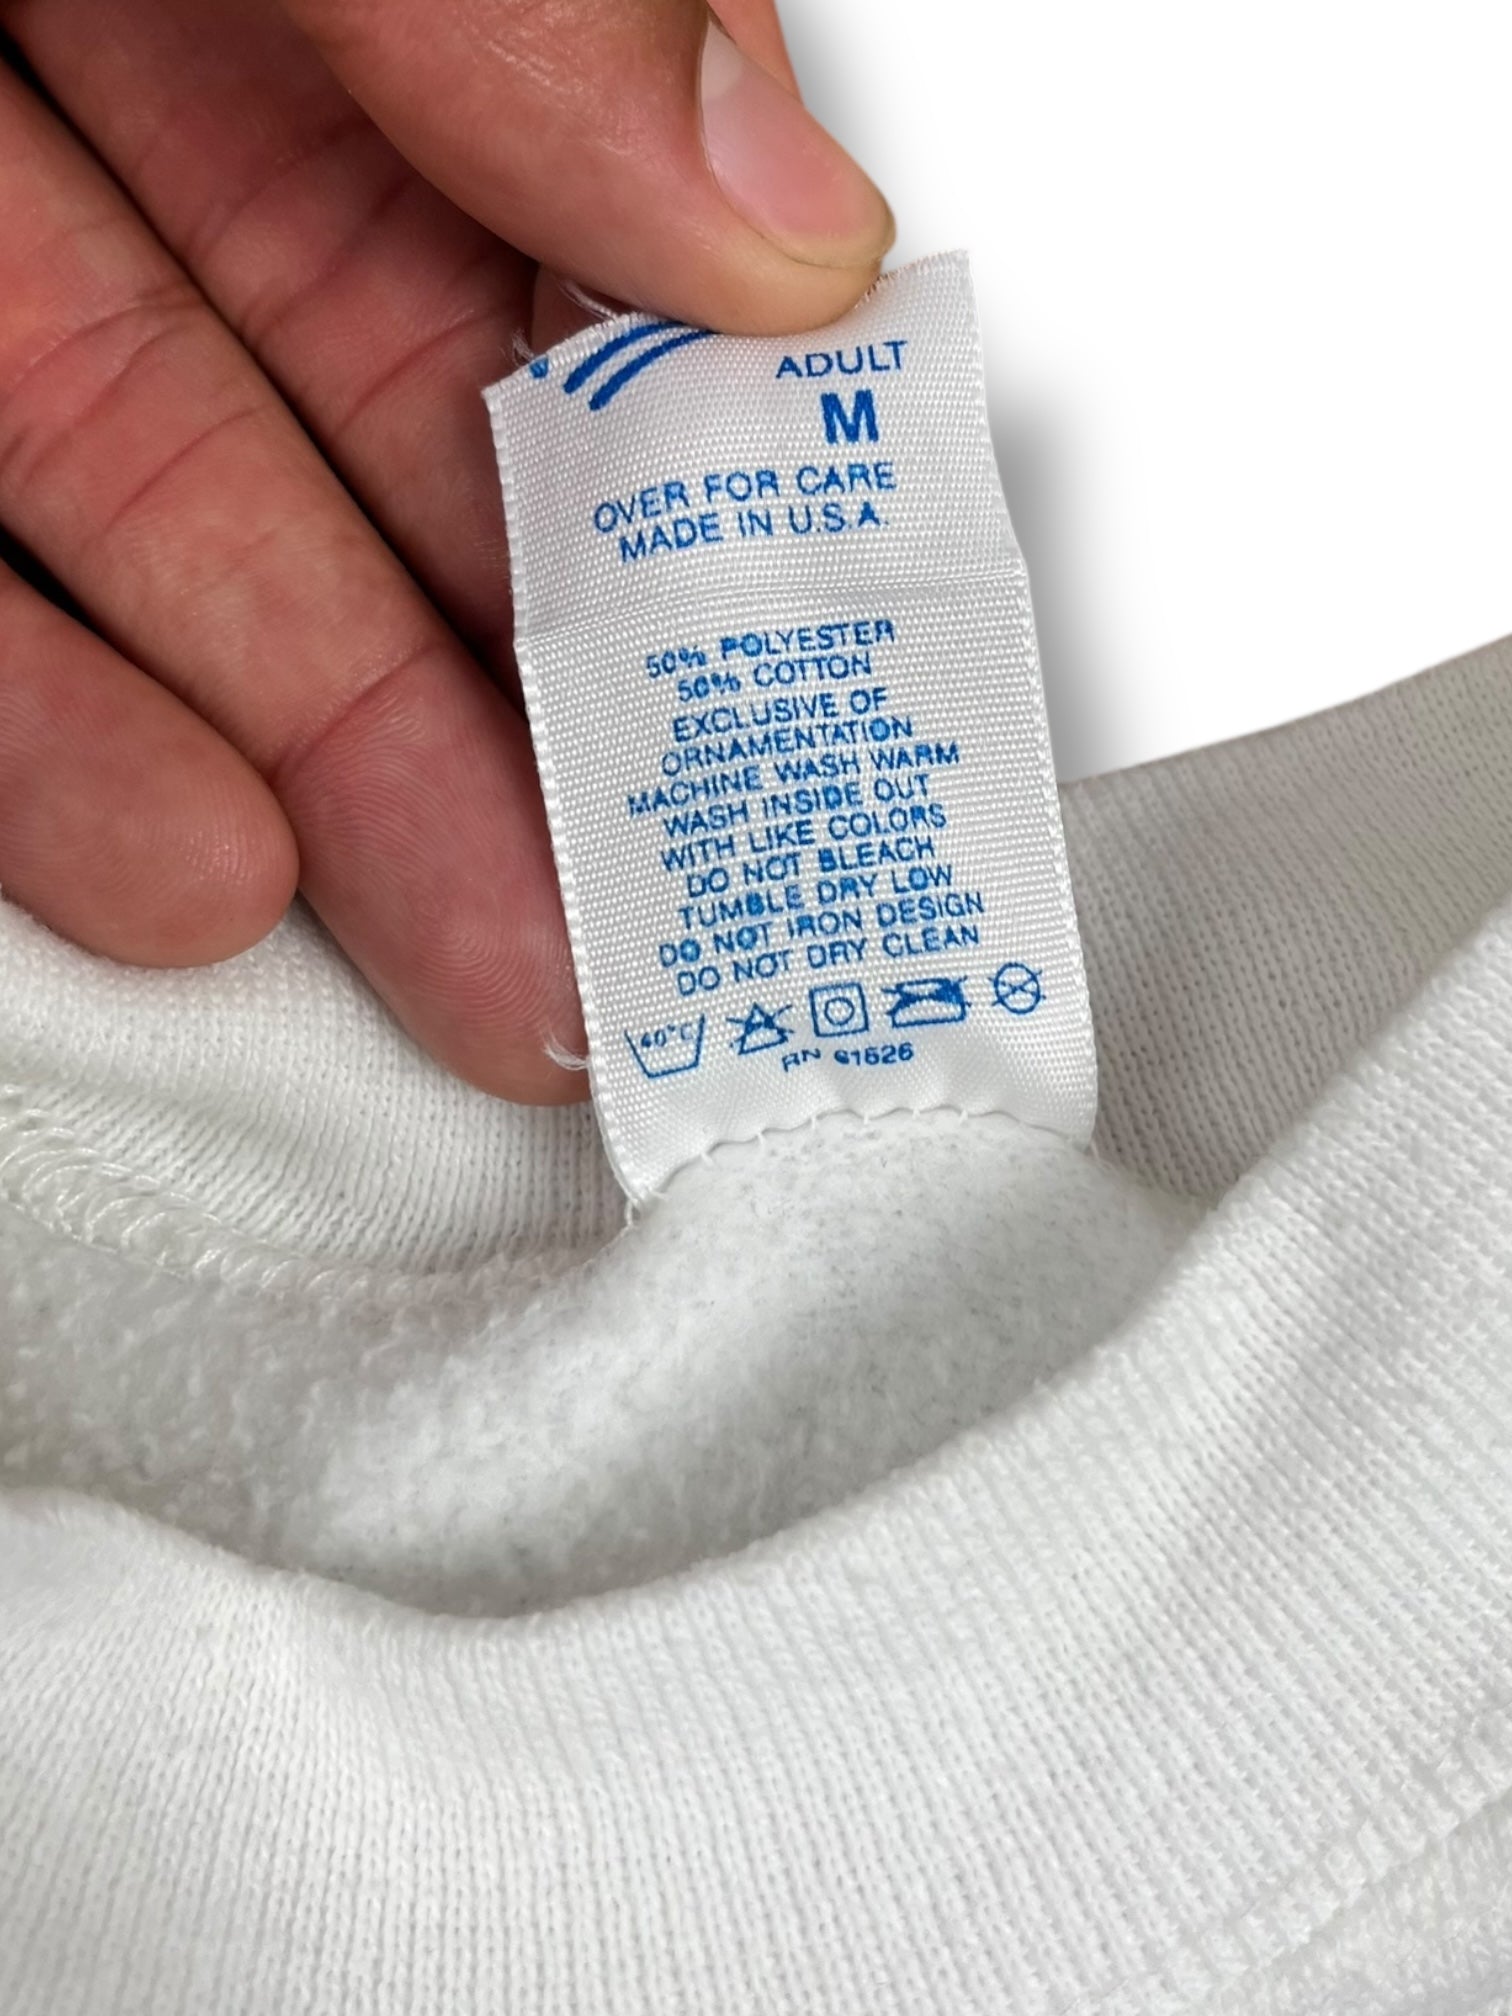 ADULT
M
OVER FOR CARE
MADE IN U.S.A.
50% POLYESTER
50% COTTON
EXCLUSIVE OF
ORNAMENTATION
MACHINE WASH WARM
WASH INSIDE OUT
WITH LIKE COLORS
DO NOT BLEACH
TUMBLE DRY LOW
DO NOT IRON DESIGN
DO NOT DRY CLEAN
40°C
RN 61526